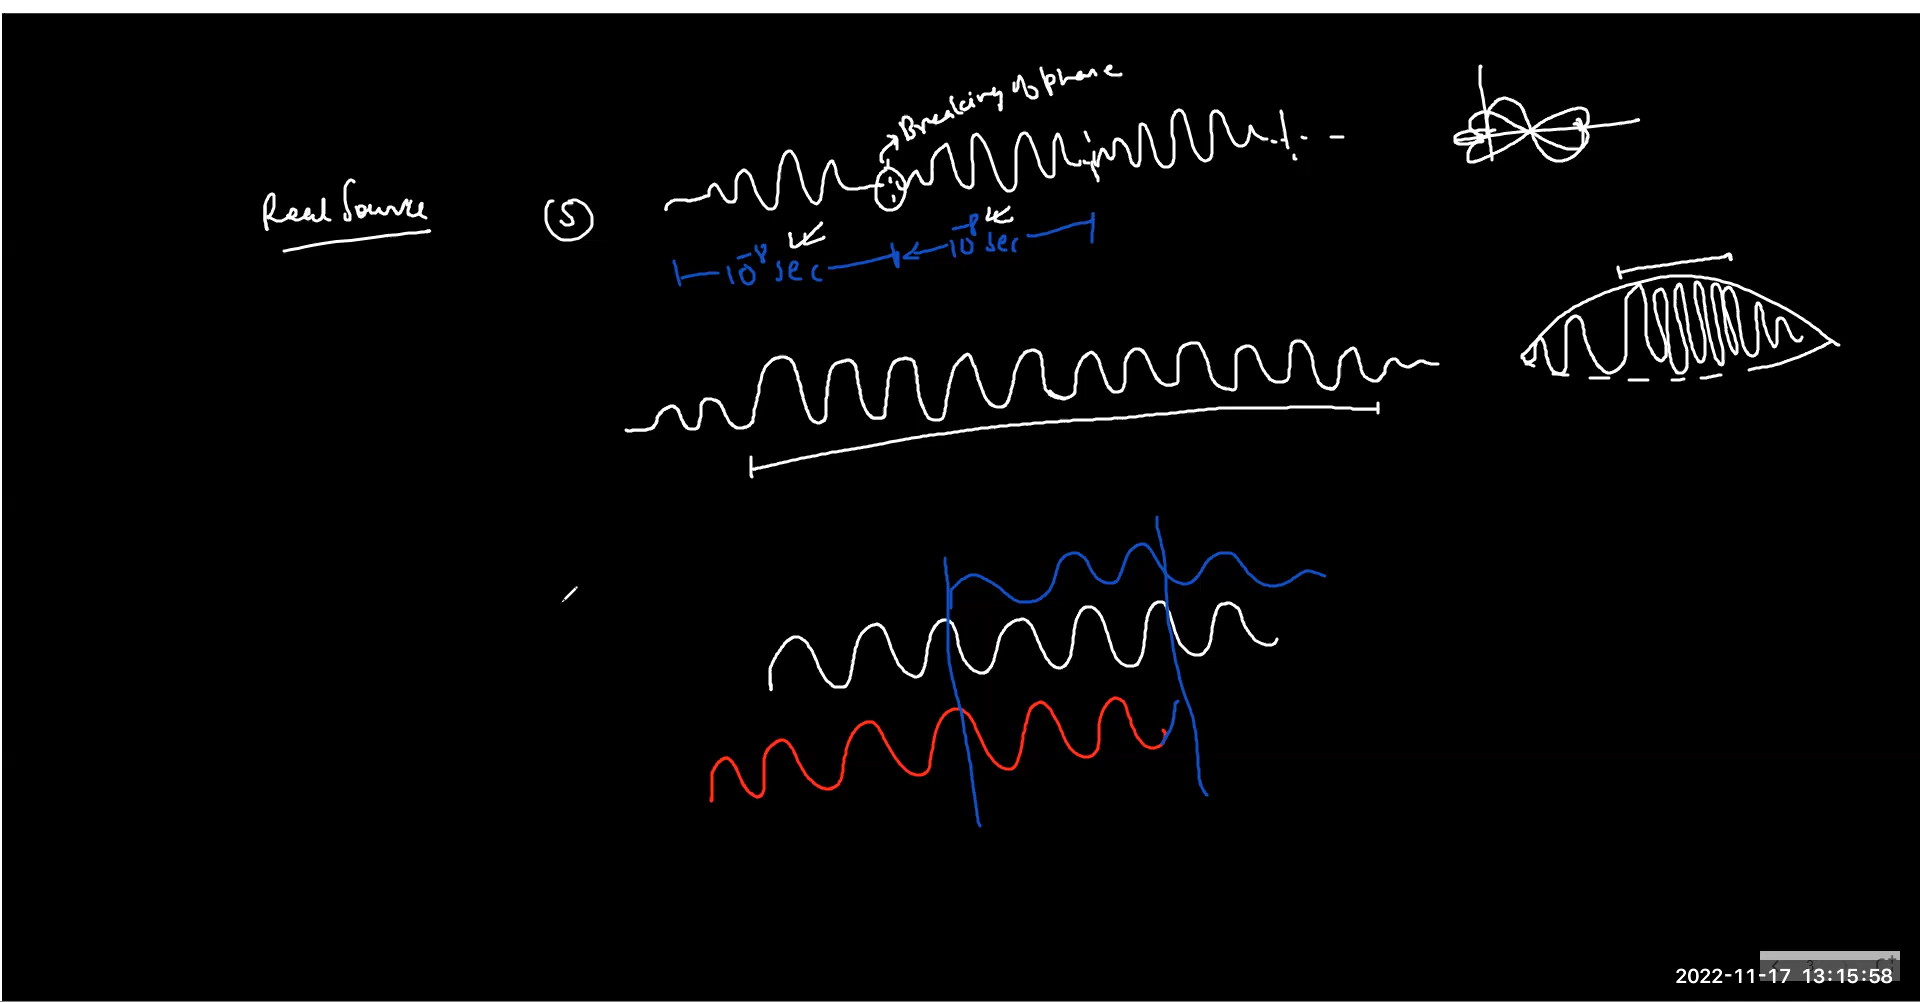 Breaking of phase
Real Source
S
10⁻⁸ sec
10⁻⁸ sec
2022-11-17 13:15:58